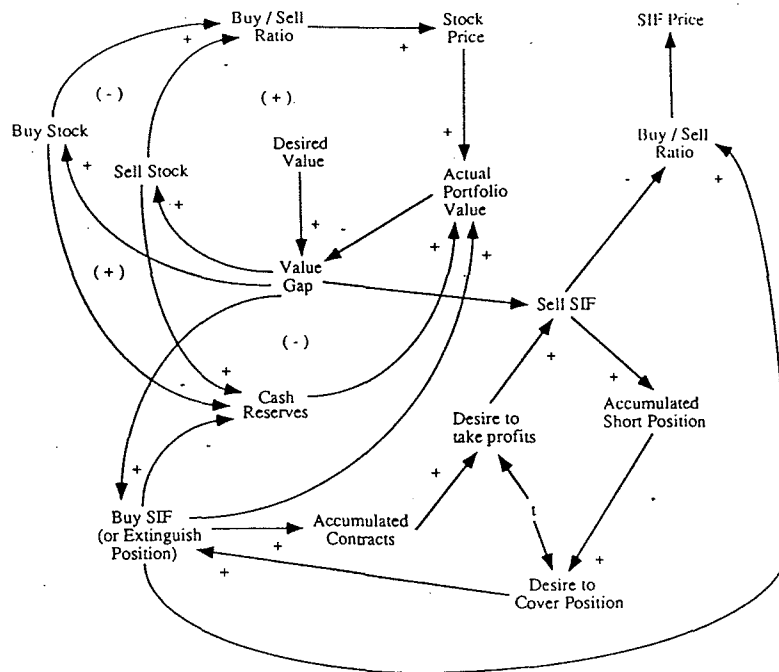 Buy / Sell
Ratio
Stock
Price
SIF Price
+
+
-
(-)
(+)
Buy Stock
Desired
Value
+
Buy / Sell
Ratio
+
Sell Stock
Actual
Portfolio
Value
-
+
+
+
-
(+)
Value
Gap
+
+
Sell SIF
(-)
+
-
+
+
Cash
Reserves
Desire to
take profits
Accumulated
Short Position
-
+
+
Buy SIF
(or Extinguish
Position)
Accumulated
Contracts
t
+
+
+
Desire to
Cover Position